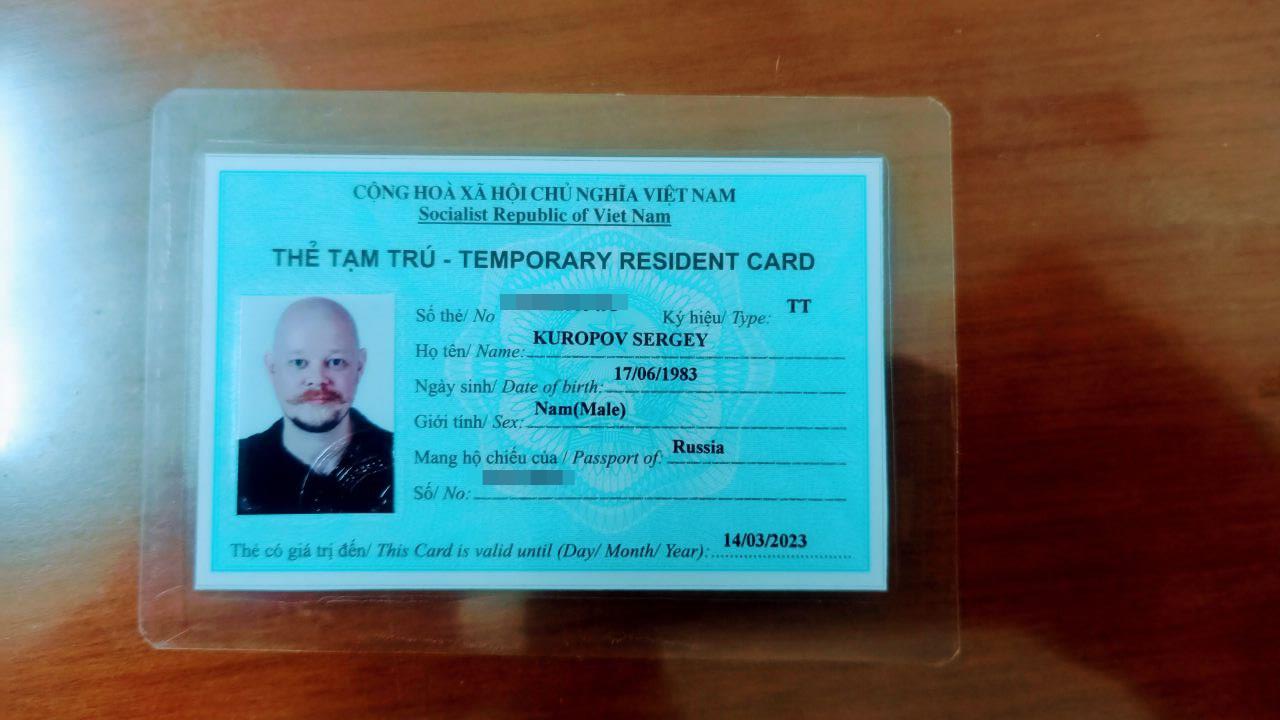 CỘNG HOÀ XÃ HỘI CHỦ NGHĨA VIỆT NAM
Socialist Republic of Viet Nam
THẺ TẠM TRÚ - TEMPORARY RESIDENT CARD
Số thẻ/ No Ký hiệu/ Type: TT
Họ tên/ Name: KUROPOV SERGEY
Ngày sinh/ Date of birth: 17/06/1983
Giới tính/ Sex: Nam(Male)
Mang hộ chiếu của / Passport of: Russia
Số/ No:
Thẻ có giá trị đến/ This Card is valid until (Day/ Month/ Year): 14/03/2023